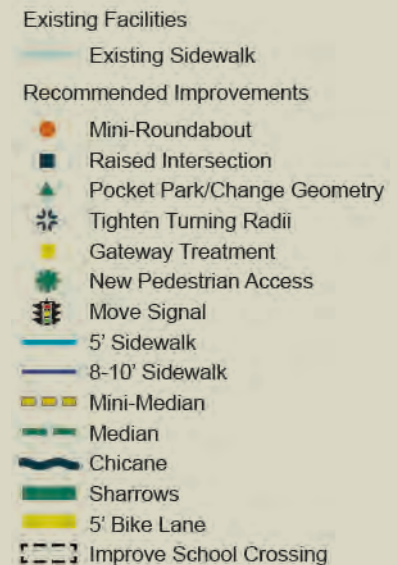 Existing Facilities
Existing Sidewalk
Recommended Improvements
Mini-Roundabout
Raised Intersection
Pocket Park/Change Geometry
Tighten Turning Radii
Gateway Treatment
New Pedestrian Access
Move Signal
5' Sidewalk
8-10' Sidewalk
Mini-Median
Median
Chicane
Sharrows
5' Bike Lane
Improve School Crossing